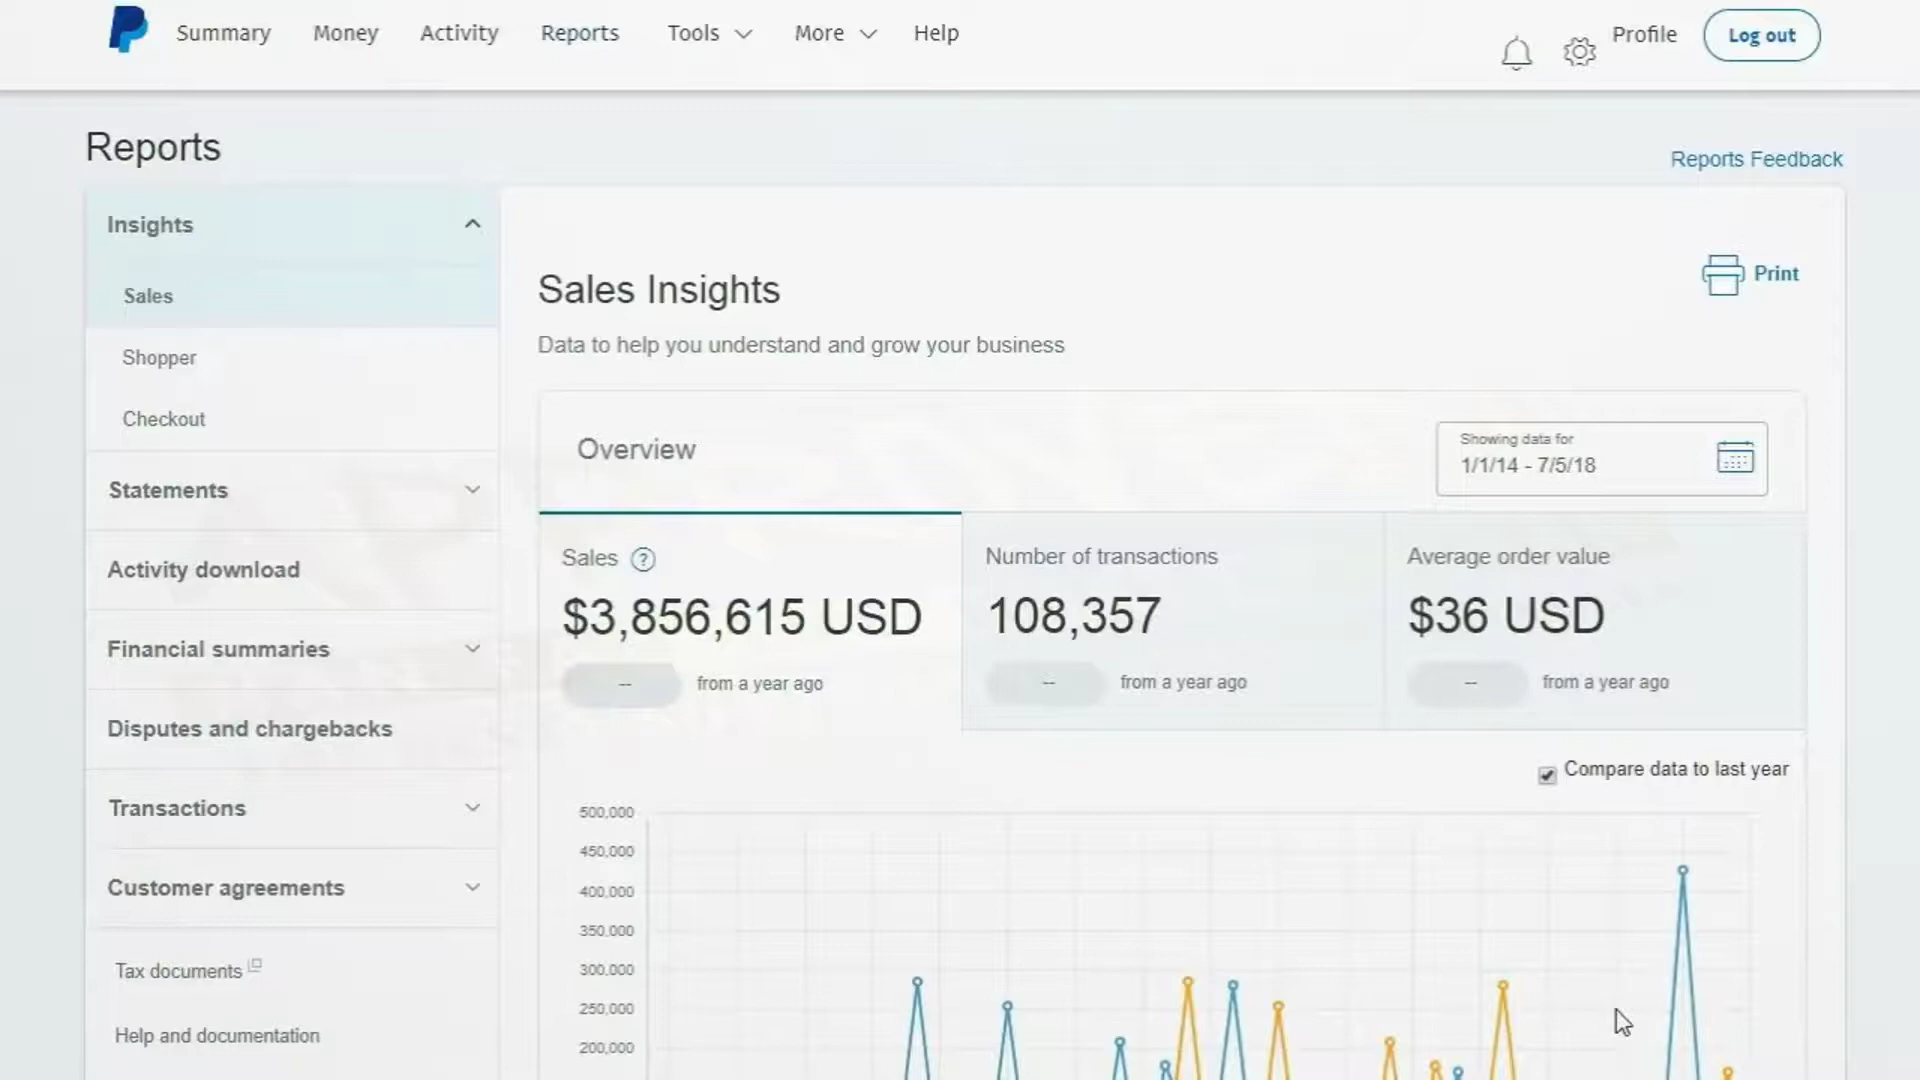 Summary Money Activity Reports Tools More Help Profile Log out
Reports
Reports Feedback
Insights
Sales
Shopper
Checkout
Statements
Activity download
Financial summaries
Disputes and chargebacks
Transactions
Customer agreements
Tax documents
Help and documentation
Sales Insights
Print
Data to help you understand and grow your business
Overview
Showing data for
1/1/14 - 7/5/18
Sales ?
$3,856,615 USD
-- from a year ago
Number of transactions
108,357
-- from a year ago
Average order value
$36 USD
-- from a year ago
Compare data to last year
500,000
450,000
400,000
350,000
300,000
250,000
200,000